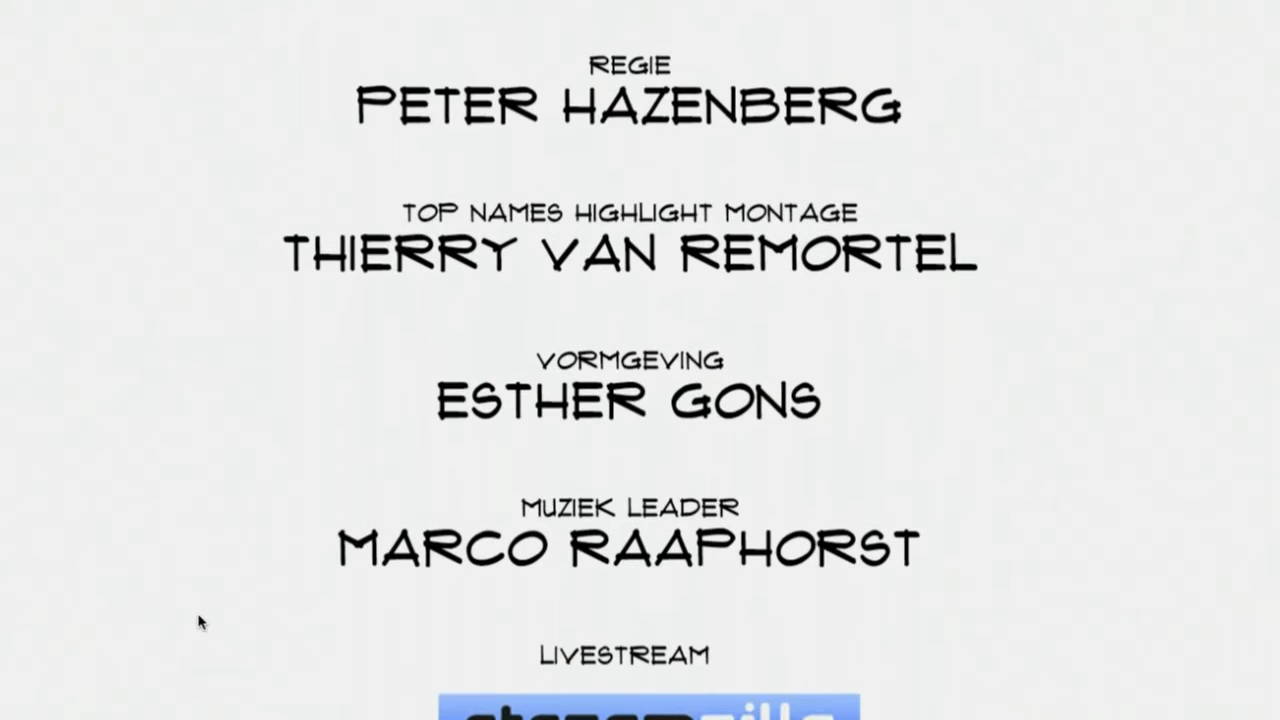 REGIE
PETER HAZENBERG
TOP NAMES HIGHLIGHT MONTAGE
THIERRY VAN REMORTEL
VORMGEVING
ESTHER GONS
MUZIEK LEADER
MARCO RAAPHORST
LIVESTREAM